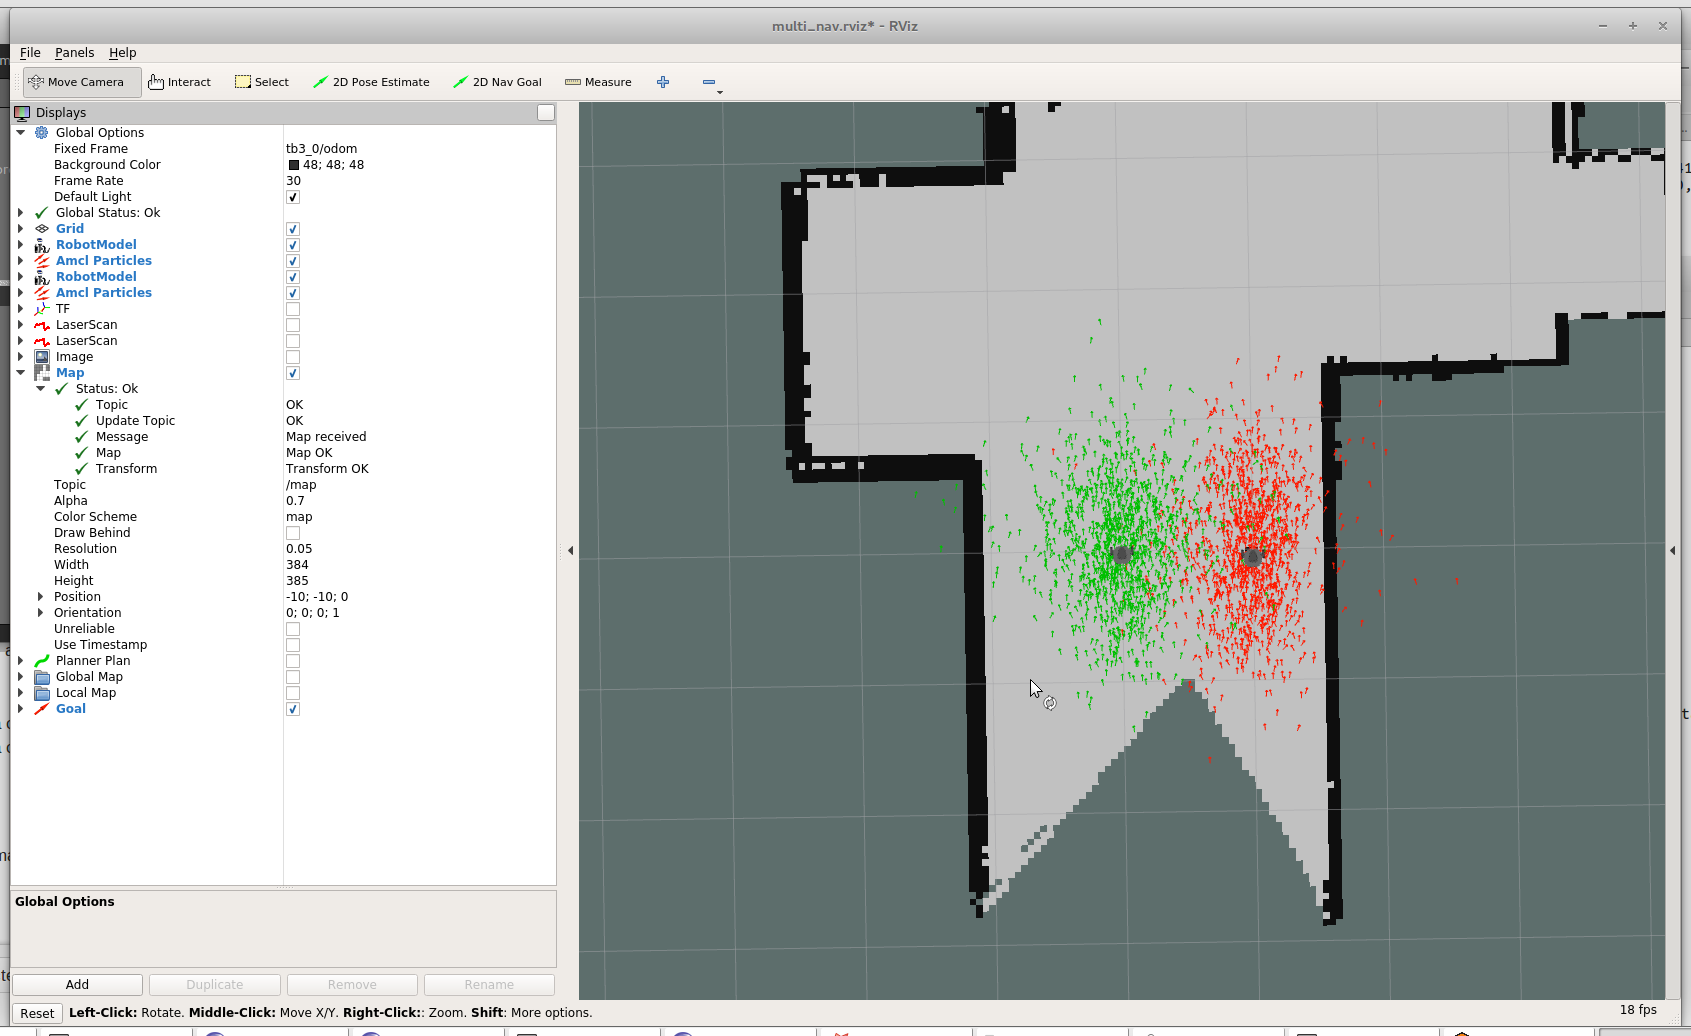 multi_nav.rviz* - RViz
File Panels Help
Move Camera Interact Select 2D Pose Estimate 2D Nav Goal Measure
Displays
Global Options
Fixed Frame tb3_0/odom
Background Color 48; 48; 48
Frame Rate 30
Default Light
Global Status: Ok
Grid
RobotModel
Amcl Particles
RobotModel
Amcl Particles
TF
LaserScan
LaserScan
Image
Map
Status: Ok
Topic OK
Update Topic OK
Message Map received
Map Map OK
Transform Transform OK
Topic /map
Alpha 0.7
Color Scheme map
Draw Behind
Resolution 0.05
Width 384
Height 385
Position -10; -10; 0
Orientation 0; 0; 0; 1
Unreliable
Use Timestamp
Planner Plan
Global Map
Local Map
Goal
Global Options
Add Duplicate Remove Rename
Reset Left-Click: Rotate. Middle-Click: Move X/Y. Right-Click:: Zoom. Shift: More options. 18 fps